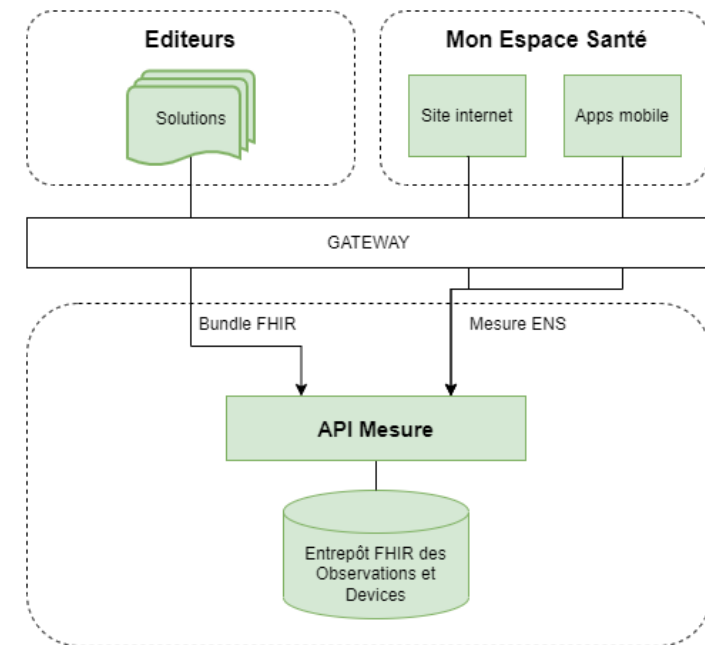 Editeurs
Mon Espace Santé
Solutions
Site internet
Apps mobile
GATEWAY
Bundle FHIR
Mesure ENS
API Mesure
Entrepôt FHIR des
Observations et
Devices